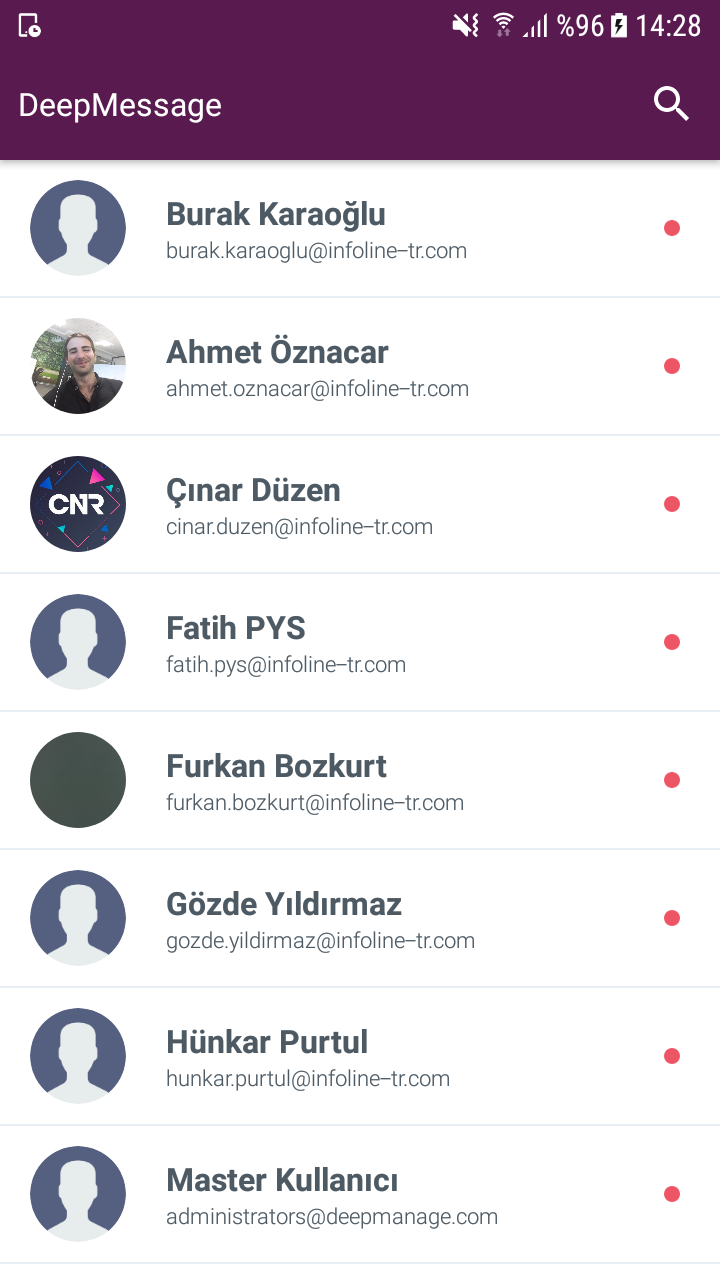 %96 14:28
DeepMessage
Burak Karaoğlu
burak.karaoglu@infoline-tr.com
Ahmet Öznacar
ahmet.oznacar@infoline-tr.com
CNR
Çınar Düzen
cinar.duzen@infoline-tr.com
Fatih PYS
fatih.pys@infoline-tr.com
Furkan Bozkurt
furkan.bozkurt@infoline-tr.com
Gözde Yıldırmaz
gozde.yildirmaz@infoline-tr.com
Hünkar Purtul
hunkar.purtul@infoline-tr.com
Master Kullanıcı
administrators@deepmanage.com